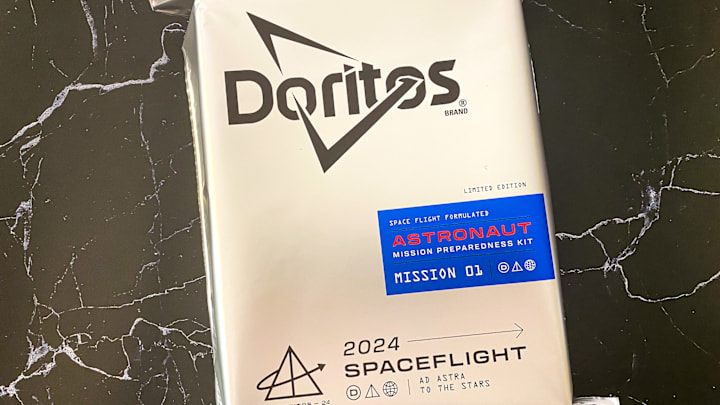 Doritos®
BRAND
LIMITED EDITION
SPACE FLIGHT FORMULATED
ASTRONAUT
MISSION PREPAREDNESS KIT
MISSION 01
2024
SPACEFLIGHT
AD ASTRA
TO THE STARS